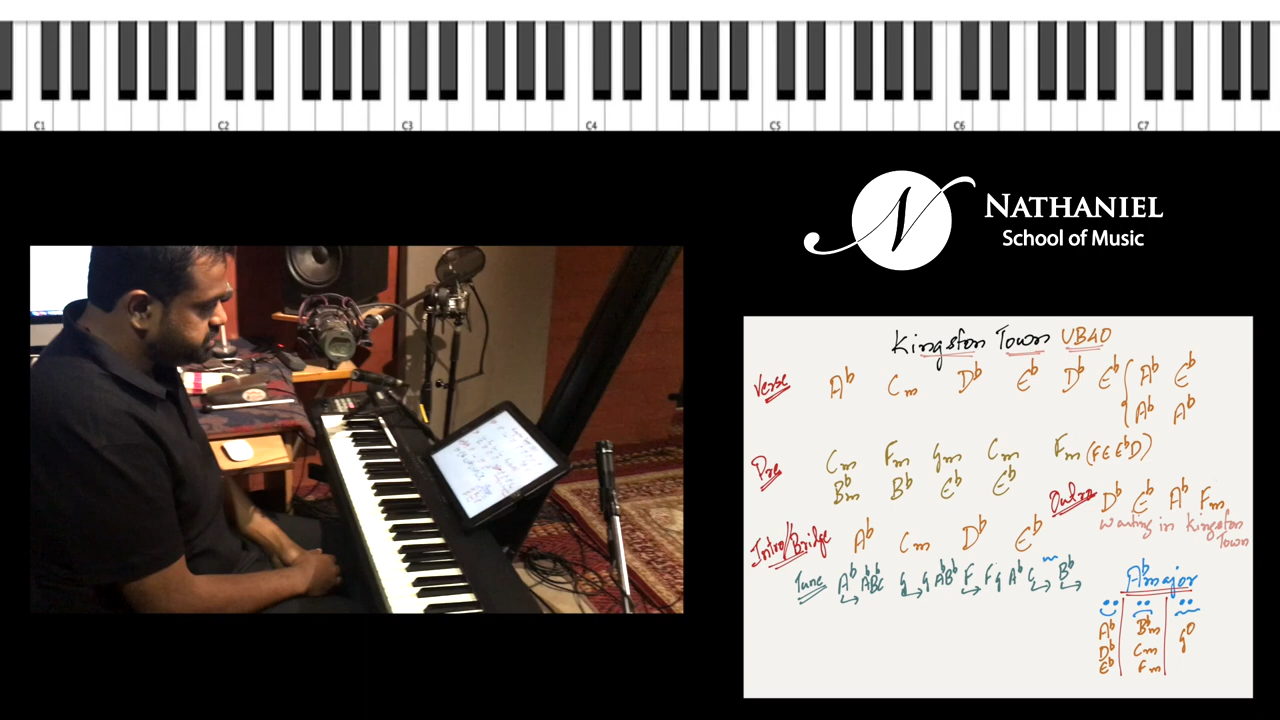 C1 C2 C3 C4 C5 C6 C7
N NATHANIEL
School of Music
Kingston Town UB40
Verse A♭ Cm D♭ E♭ D♭ E♭ A♭ E♭
A♭ A♭
Pre Cm Fm Gm Cm Fm (F E E♭ D)
B♭m B♭ E♭ E♭
Outro D♭ E♭ A♭ Fm
Waiting in Kingston
Town
Intro/Bridge A♭ Cm D♭ E♭
Tune A♭ A♭B♭C G G A♭B♭ F F G A♭ G B♭
A♭ major
A♭ B♭m G°
D♭ Cm
E♭ Fm